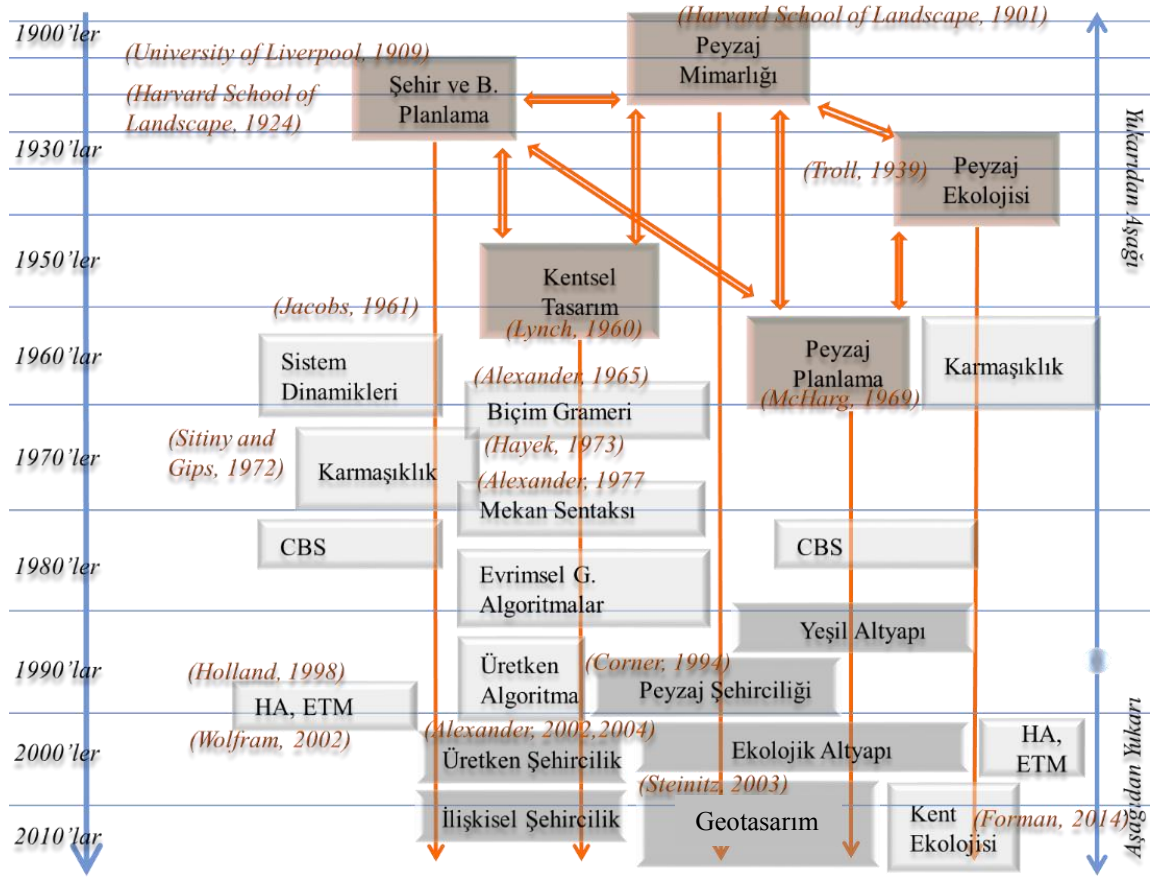 1900'ler
(Harvard School of Landscape, 1901)
Peyzaj
Mimarlığı
(University of Liverpool, 1909)
Şehir ve B.
Planlama
(Harvard School of
Landscape, 1924)
1930'lar
(Troll, 1939)
Peyzaj
Ekolojisi
Yukarıdan Aşağı
1950'ler
Kentsel
Tasarım
(Lynch, 1960)
(Jacobs, 1961)
1960'lar
Sistem
Dinamikleri
Peyzaj
Planlama
(McHarg, 1969)
Karmaşıklık
(Alexander, 1965)
Biçim Grameri
(Hayek, 1973)
1970'ler
(Sitiny and
Gips, 1972)
Karmaşıklık
(Alexander, 1977
Mekan Sentaksı
CBS
CBS
1980'ler
Evrimsel G.
Algoritmalar
Yeşil Altyapı
1990'lar
(Holland, 1998)
HA, ETM
(Wolfram, 2002)
Üretken
Algoritma
(Corner, 1994)
Peyzaj Şehirciliği
2000'ler
(Alexander, 2002,2004)
Üretken Şehircilik
Ekolojik Altyapı
HA,
ETM
Aşağıdan Yukarı
2010'lar
İlişkisel Şehircilik
(Steinitz, 2003)
Geotasarım
Kent
Ekolojisi
(Forman, 2014)